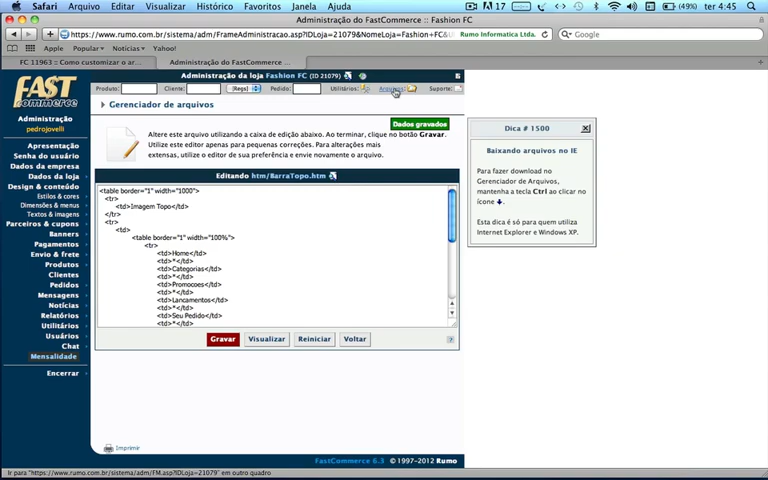 Safari Arquivo Editar Visualizar Histórico Favoritos Janela Ajuda 17 (49%) ter 4:45
Administração do FastCommerce :: Fashion FC
https://www.rumo.com.br/sistema/adm/FrameAdministracao.asp?IDLoja=21079&NomeLoja=Fashion+FC&U Rumo Informatica Ltda. Google
Apple Popular Notícias Yahoo!
FC 11963 :: Como customizar o ar... Administração do FastCommerce ...
FAST
commerce
Administração
pedrojovelli
Apresentação
Senha do usuário
Dados da empresa
Dados da loja
Design & conteúdo
Estilos & cores
Dimensões & menus
Textos & imagens
Parceiros & cupons
Banners
Pagamentos
Envio & frete
Produtos
Pedidos
Clientes
Mensagens
Notícias
Relatórios
Utilitários
Usuários
Chat
Mensalidade
Encerrar
Administração da loja Fashion FC (ID 21079)
Produto: Cliente: [Regs] Pedido: Utilitários: Arquivos: Suporte:
Gerenciador de arquivos
Dados gravados
Altere este arquivo utilizando a caixa de edição abaixo. Ao terminar, clique no botão Gravar.
Utilize este editor apenas para pequenas correções. Para alterações mais
extensas, utilize o editor de sua preferência e envie novamente o arquivo.
Editando htm/BarraTopo.htm
<table border="1" width="1000">
<tr>
<td>Imagem Topo</td>
</tr>
<tr>
<td>
<table border="1" width="100%">
<tr>
<td>Home</td>
<td>*</td>
<td>Categorias</td>
<td>*</td>
<td>Promocoes</td>
<td>*</td>
<td>Lancamentos</td>
<td>*</td>
<td>Seu Pedido</td>
<td>*</td>
Gravar Visualizar Reiniciar Voltar
Imprimir
FastCommerce 6.3 © 1997-2012 Rumo
Dica # 1500
Baixando arquivos no IE
Para fazer download no
Gerenciador de Arquivos,
mantenha a tecla Ctrl ao clicar no
ícone
Esta dica é só para quem utiliza
Internet Explorer e Windows XP.
Ir para "https://www.rumo.com.br/sistema/adm/FM.asp?IDLoja=21079" em outro quadro